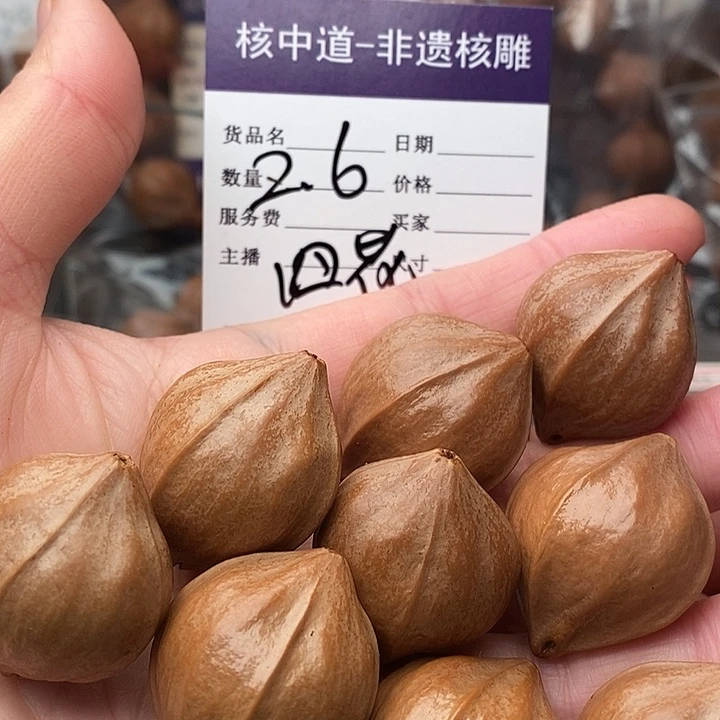 核中道-非遗核雕
货品名 日期
数量 2.6 价格
服务费 买家
主播 四 寸